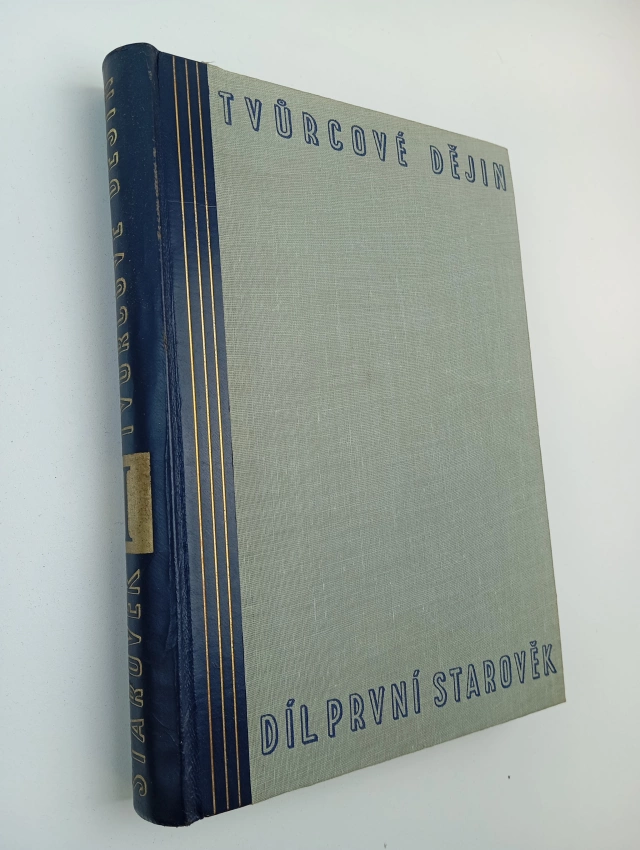 TVŮRCOVÉ DĚJIN
DÍL PRVNÍ STAROVĚK
TVŮRCOVÉ DĚJIN
I
STAROVĚK